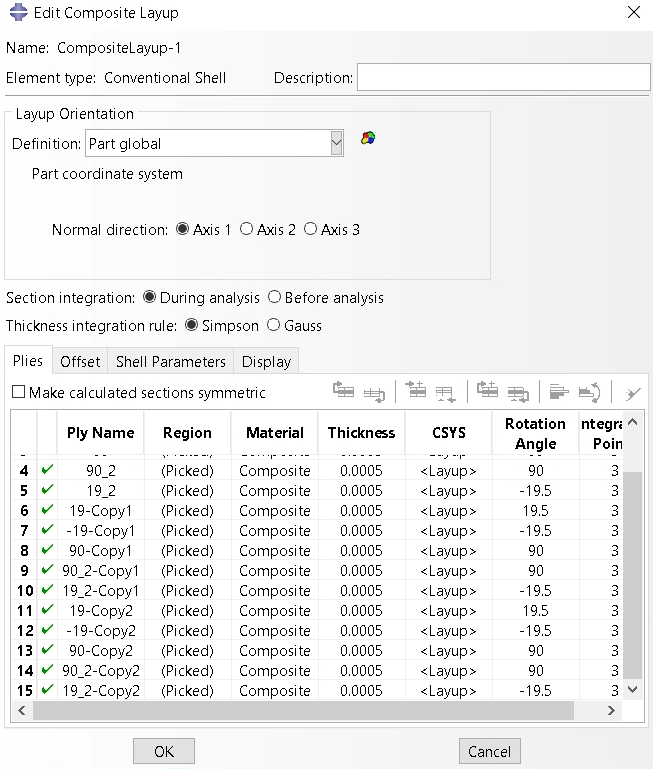 Edit Composite Layup
Name: CompositeLayup-1
Element type: Conventional Shell Description:
Layup Orientation
Definition: Part global
Part coordinate system
Normal direction: Axis 1 Axis 2 Axis 3
Section integration: During analysis Before analysis
Thickness integration rule: Simpson Gauss
Plies Offset Shell Parameters Display
Make calculated sections symmetric
Ply Name Region Material Thickness CSYS Rotation Angle ntegra Poin
4 90_2 (Picked) Composite 0.0005 <Layup> 90 3
5 19_2 (Picked) Composite 0.0005 <Layup> -19.5 3
6 19-Copy1 (Picked) Composite 0.0005 <Layup> 19.5 3
7 -19-Copy1 (Picked) Composite 0.0005 <Layup> -19.5 3
8 90-Copy1 (Picked) Composite 0.0005 <Layup> 90 3
9 90_2-Copy1 (Picked) Composite 0.0005 <Layup> 90 3
10 19_2-Copy1 (Picked) Composite 0.0005 <Layup> -19.5 3
11 19-Copy2 (Picked) Composite 0.0005 <Layup> 19.5 3
12 -19-Copy2 (Picked) Composite 0.0005 <Layup> -19.5 3
13 90-Copy2 (Picked) Composite 0.0005 <Layup> 90 3
14 90_2-Copy2 (Picked) Composite 0.0005 <Layup> 90 3
15 19_2-Copy2 (Picked) Composite 0.0005 <Layup> -19.5 3
OK Cancel